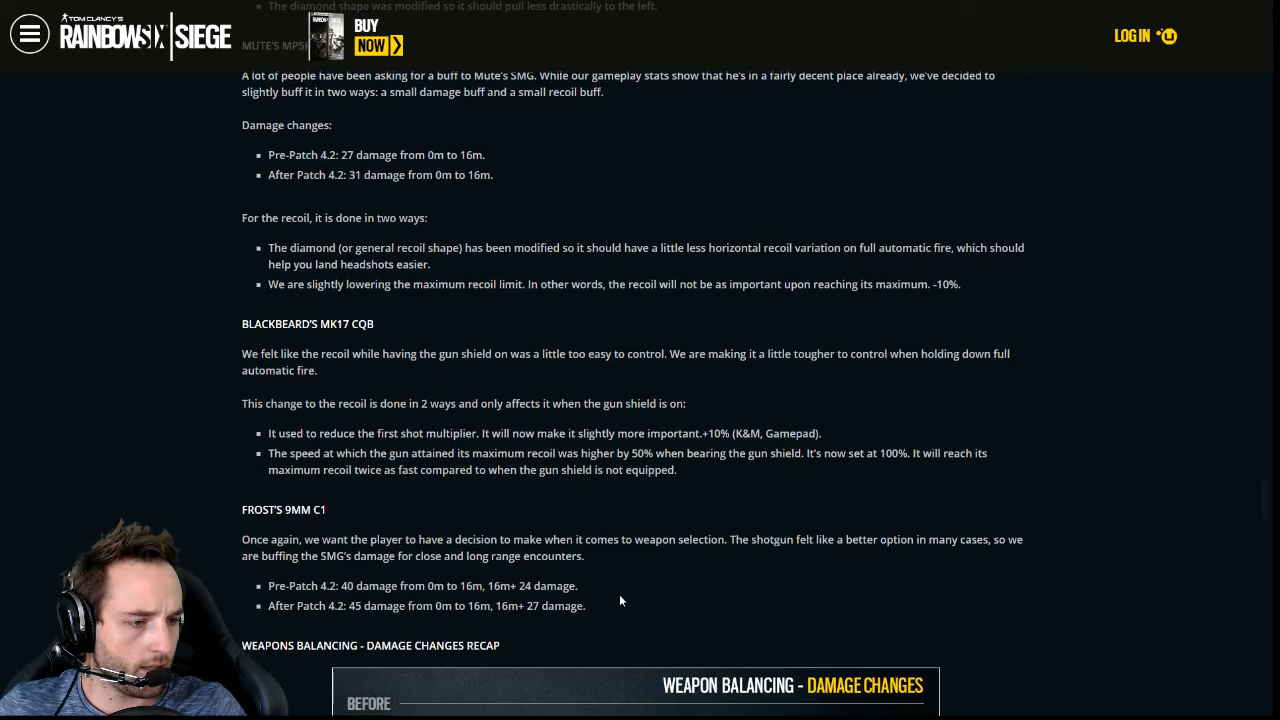 The diamond shape was modified so it should pull less drastically to the left.
TOM CLANCY'S
RAINBOW SIX | SIEGE
BUY
NOW
LOG IN
MUTE'S MP5K
A lot of people have been asking for a buff to Mute's SMG. While our gameplay stats show that he's in a fairly decent place already, we've decided to
slightly buff it in two ways: a small damage buff and a small recoil buff.
Damage changes:
Pre-Patch 4.2: 27 damage from 0m to 16m.
After Patch 4.2: 31 damage from 0m to 16m.
For the recoil, it is done in two ways:
The diamond (or general recoil shape) has been modified so it should have a little less horizontal recoil variation on full automatic fire, which should
help you land headshots easier.
We are slightly lowering the maximum recoil limit. In other words, the recoil will not be as important upon reaching its maximum. -10%.
BLACKBEARD'S MK17 CQB
We felt like the recoil while having the gun shield on was a little too easy to control. We are making it a little tougher to control when holding down full
automatic fire.
This change to the recoil is done in 2 ways and only affects it when the gun shield is on:
It used to reduce the first shot multiplier. It will now make it slightly more important.+10% (K&M, Gamepad).
The speed at which the gun attained its maximum recoil was higher by 50% when bearing the gun shield. It's now set at 100%. It will reach its
maximum recoil twice as fast compared to when the gun shield is not equipped.
FROST'S 9MM C1
Once again, we want the player to have a decision to make when it comes to weapon selection. The shotgun felt like a better option in many cases, so we
are buffing the SMG's damage for close and long range encounters.
Pre-Patch 4.2: 40 damage from 0m to 16m, 16m+ 24 damage.
After Patch 4.2: 45 damage from 0m to 16m, 16m+ 27 damage.
WEAPONS BALANCING - DAMAGE CHANGES RECAP
WEAPON BALANCING - DAMAGE CHANGES
BEFORE